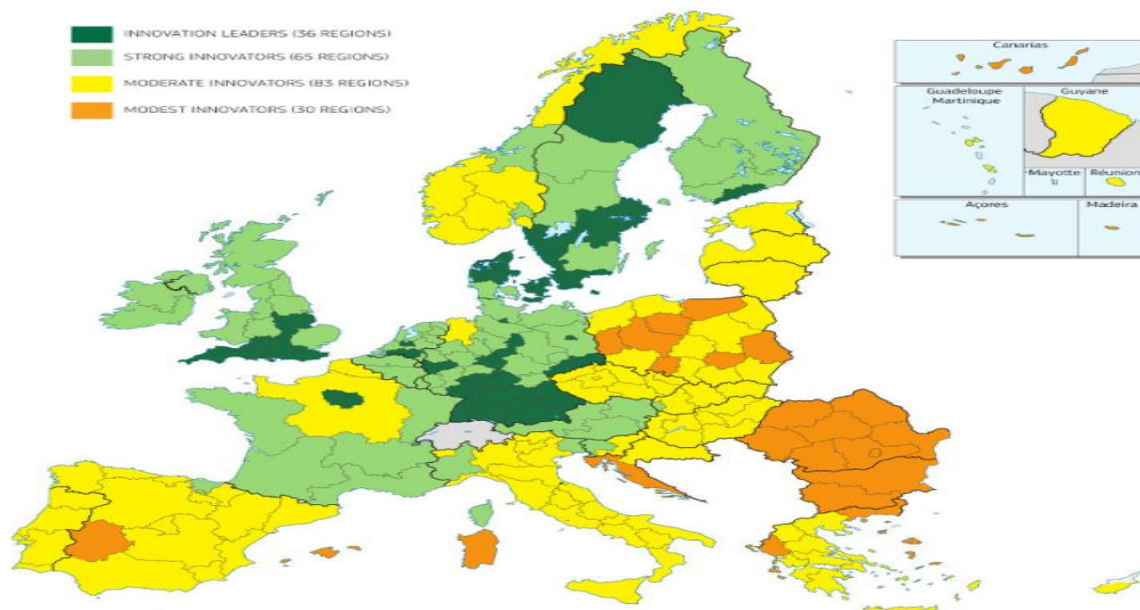 INNOVATION LEADERS (36 REGIONS)
STRONG INNOVATORS (65 REGIONS)
MODERATE INNOVATORS (83 REGIONS)
MODEST INNOVATORS (30 REGIONS)
Canarias
Guadeloupe
Martinique
Guyane
Mayotte
Réunion
Açores
Madeira